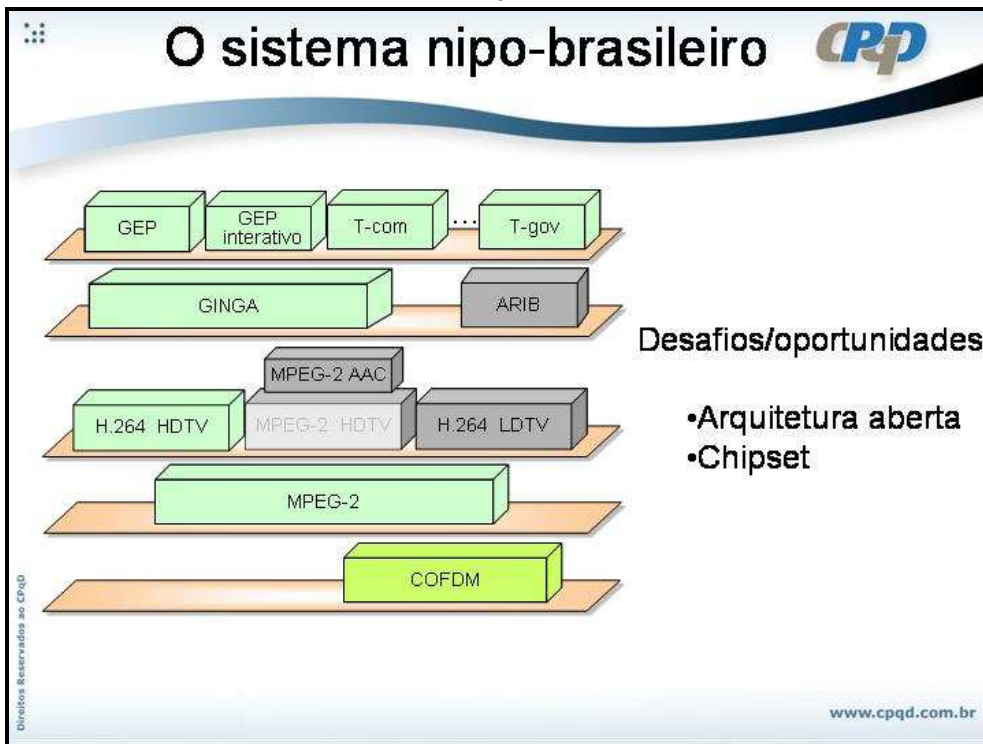 O sistema nipo-brasileiro
CPqD
GEP
GEP
interativo
T-com
...
T-gov
GINGA
ARIB
MPEG-2 AAC
H.264 HDTV
MPEG-2 HDTV
H.264 LDTV
MPEG-2
COFDM
Desafios/oportunidades
•Arquitetura aberta
•Chipset
Direitos Reservados ao CPqD
www.cpqd.com.br